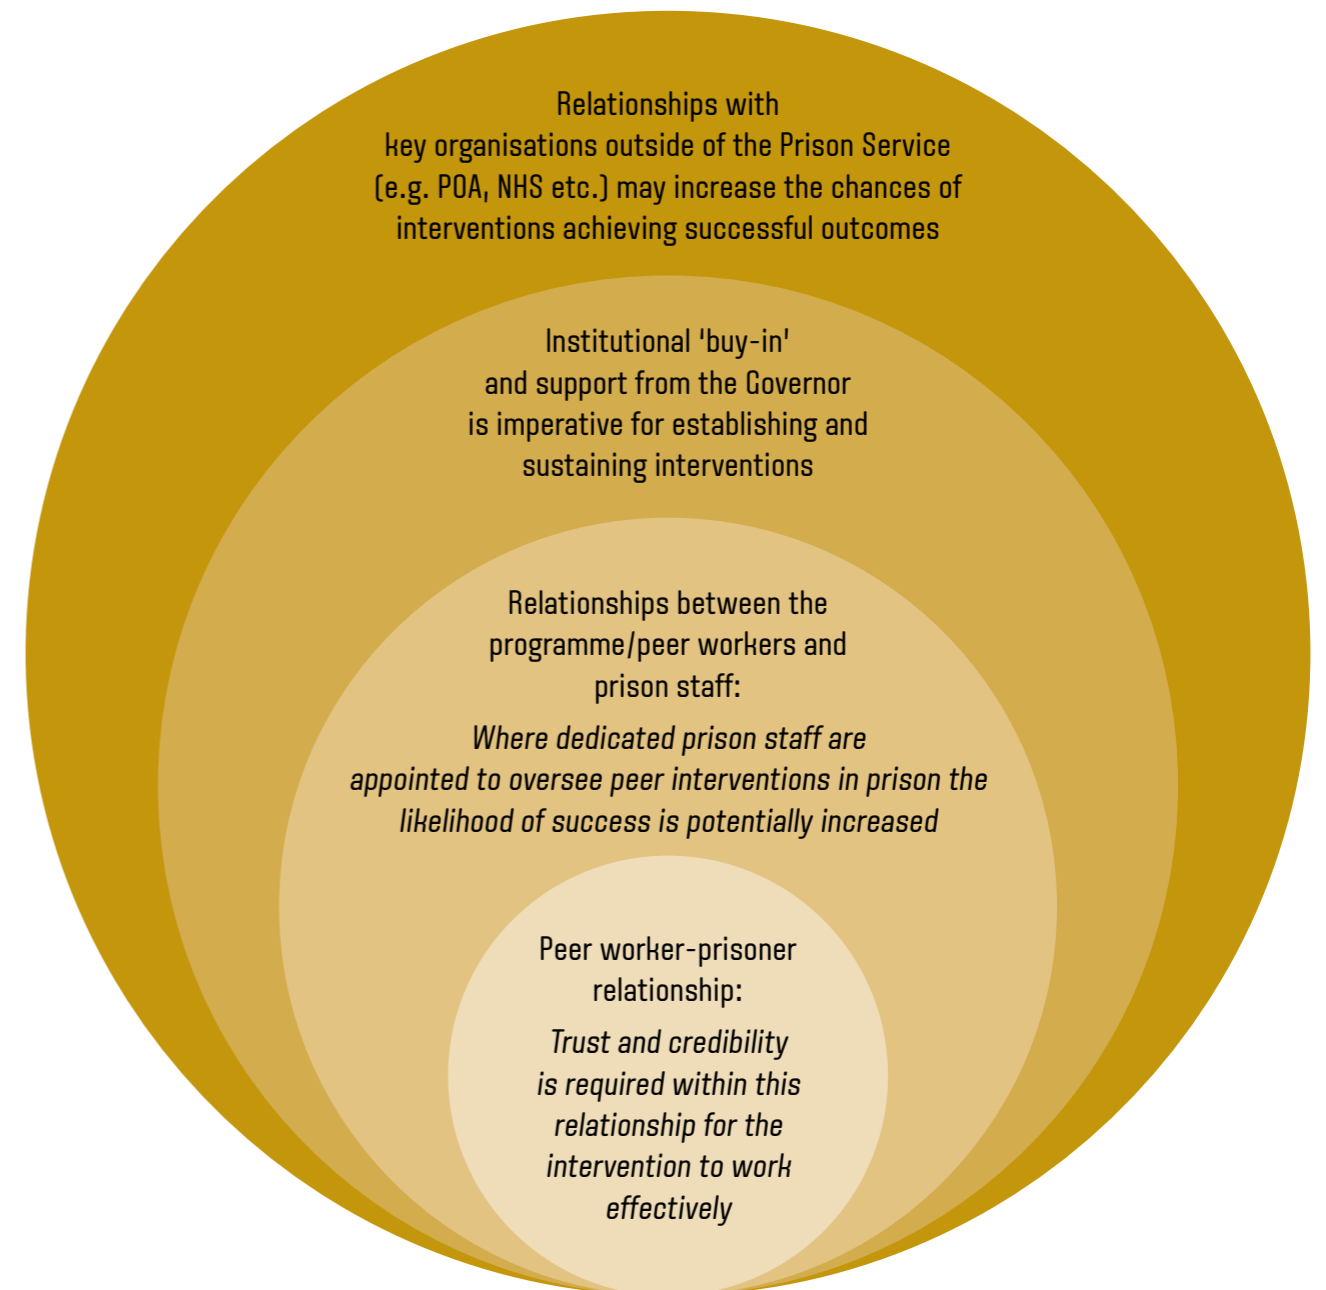 Relationships with
key organisations outside of the Prison Service
(e.g. POA, NHS etc.) may increase the chances of
interventions achieving successful outcomes
Institutional 'buy-in'
and support from the Governor
is imperative for establishing and
sustaining interventions
Relationships between the
programme/peer workers and
prison staff:
Where dedicated prison staff are
appointed to oversee peer interventions in prison the
likelihood of success is potentially increased
Peer worker-prisoner
relationship:
Trust and credibility
is required within this
relationship for the
intervention to work
effectively